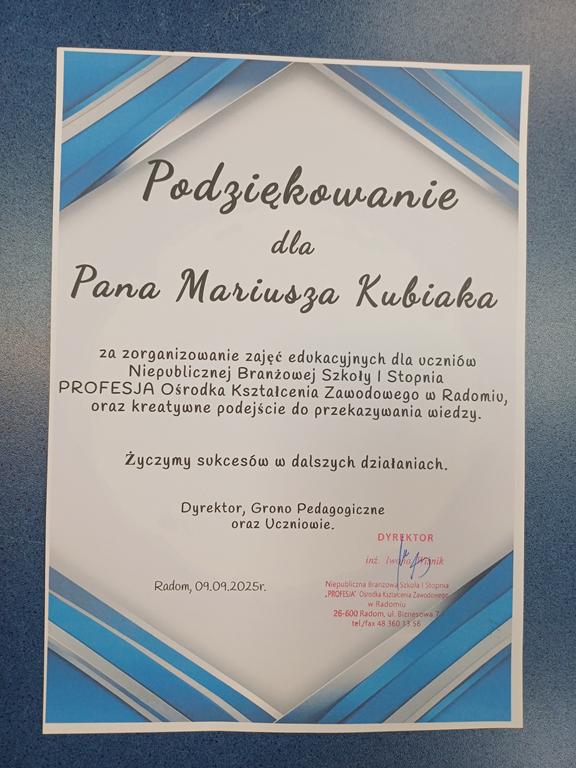 Podziękowanie
dla
Pana Mariusza Kubiaka
za zorganizowanie zajęć edukacyjnych dla uczniów
Niepublicznej Branżowej Szkoły I Stopnia
PROFESJA Ośrodka Kształcenia Zawodowego w Radomiu,
oraz kreatywne podejście do przekazywania wiedzy.
Życzymy sukcesów w dalszych działaniach.
Dyrektor, Grono Pedagogiczne
oraz Uczniowie.
DYREKTOR
inż. Iwona
Radom, 09.09.2025r.
Niepubliczna Branżowa Szkoła I Stopnia
„PROFESJA" Ośrodka Kształcenia Zawodowego
w Radomiu
26-600 Radom, ul. Biznesowa 7
tel./fax 48 360 13 56